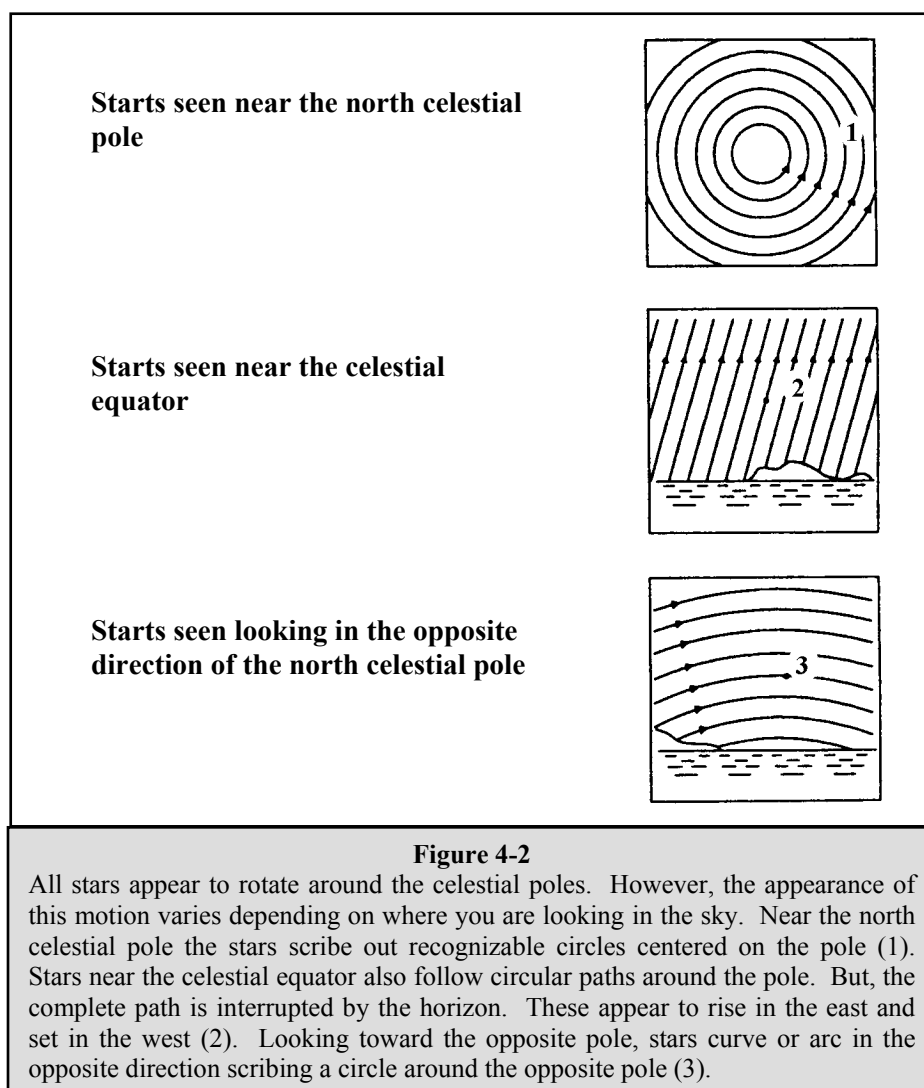 Starts seen near the north celestial
pole
1
Starts seen near the celestial
equator
2
Starts seen looking in the opposite
direction of the north celestial pole
3
Figure 4-2
All stars appear to rotate around the celestial poles. However, the appearance of
this motion varies depending on where you are looking in the sky. Near the north
celestial pole the stars scribe out recognizable circles centered on the pole (1).
Stars near the celestial equator also follow circular paths around the pole. But, the
complete path is interrupted by the horizon. These appear to rise in the east and
set in the west (2). Looking toward the opposite pole, stars curve or arc in the
opposite direction scribing a circle around the opposite pole (3).